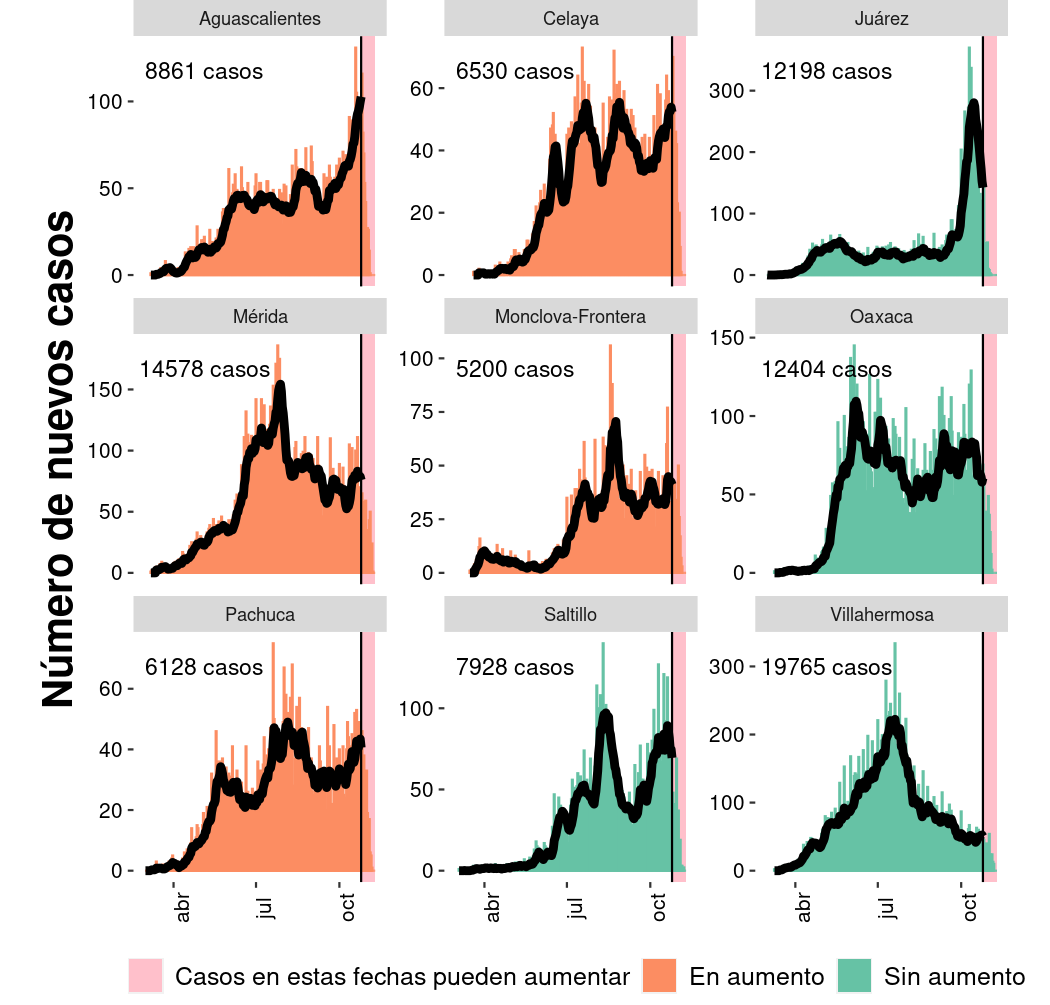 Número de nuevos casos
Aguascalientes
8861 casos
100
50
0
Celaya
6530 casos
60
40
20
0
Juárez
12198 casos
300
200
100
0
Mérida
14578 casos
150
100
50
0
Monclova-Frontera
5200 casos
100
75
50
25
0
Oaxaca
12404 casos
150
100
50
0
Pachuca
6128 casos
60
40
20
0
abr jul oct
Saltillo
7928 casos
100
50
0
abr jul oct
Villahermosa
19765 casos
300
200
100
0
abr jul oct
Casos en estas fechas pueden aumentar En aumento Sin aumento